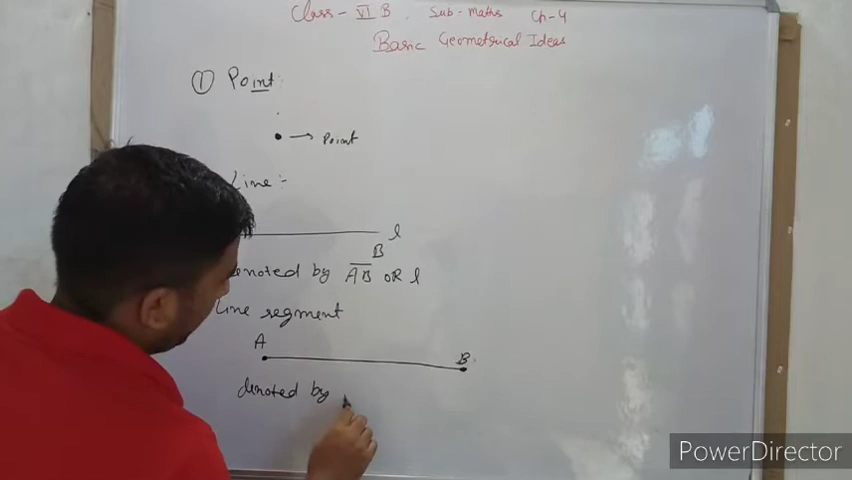 Class - VI B , Sub - Maths Ch - 4
Basic Geometrical Ideas
① Point :
→ Point
Line :-
l
B
denoted by AB OR l
Line segment
A B
denoted by
PowerDirector